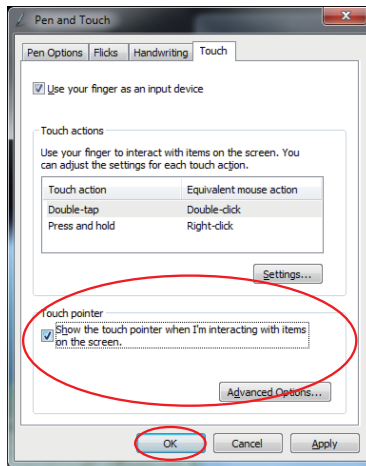 Pen and Touch
Pen Options Flicks Handwriting Touch
Use your finger as an input device
Touch actions
Use your finger to interact with items on the screen. You
can adjust the settings for each touch action.
Touch action Equivalent mouse action
Double-tap Double-click
Press and hold Right-click
Settings...
Touch pointer
Show the touch pointer when I'm interacting with items
on the screen.
Advanced Options...
OK Cancel Apply